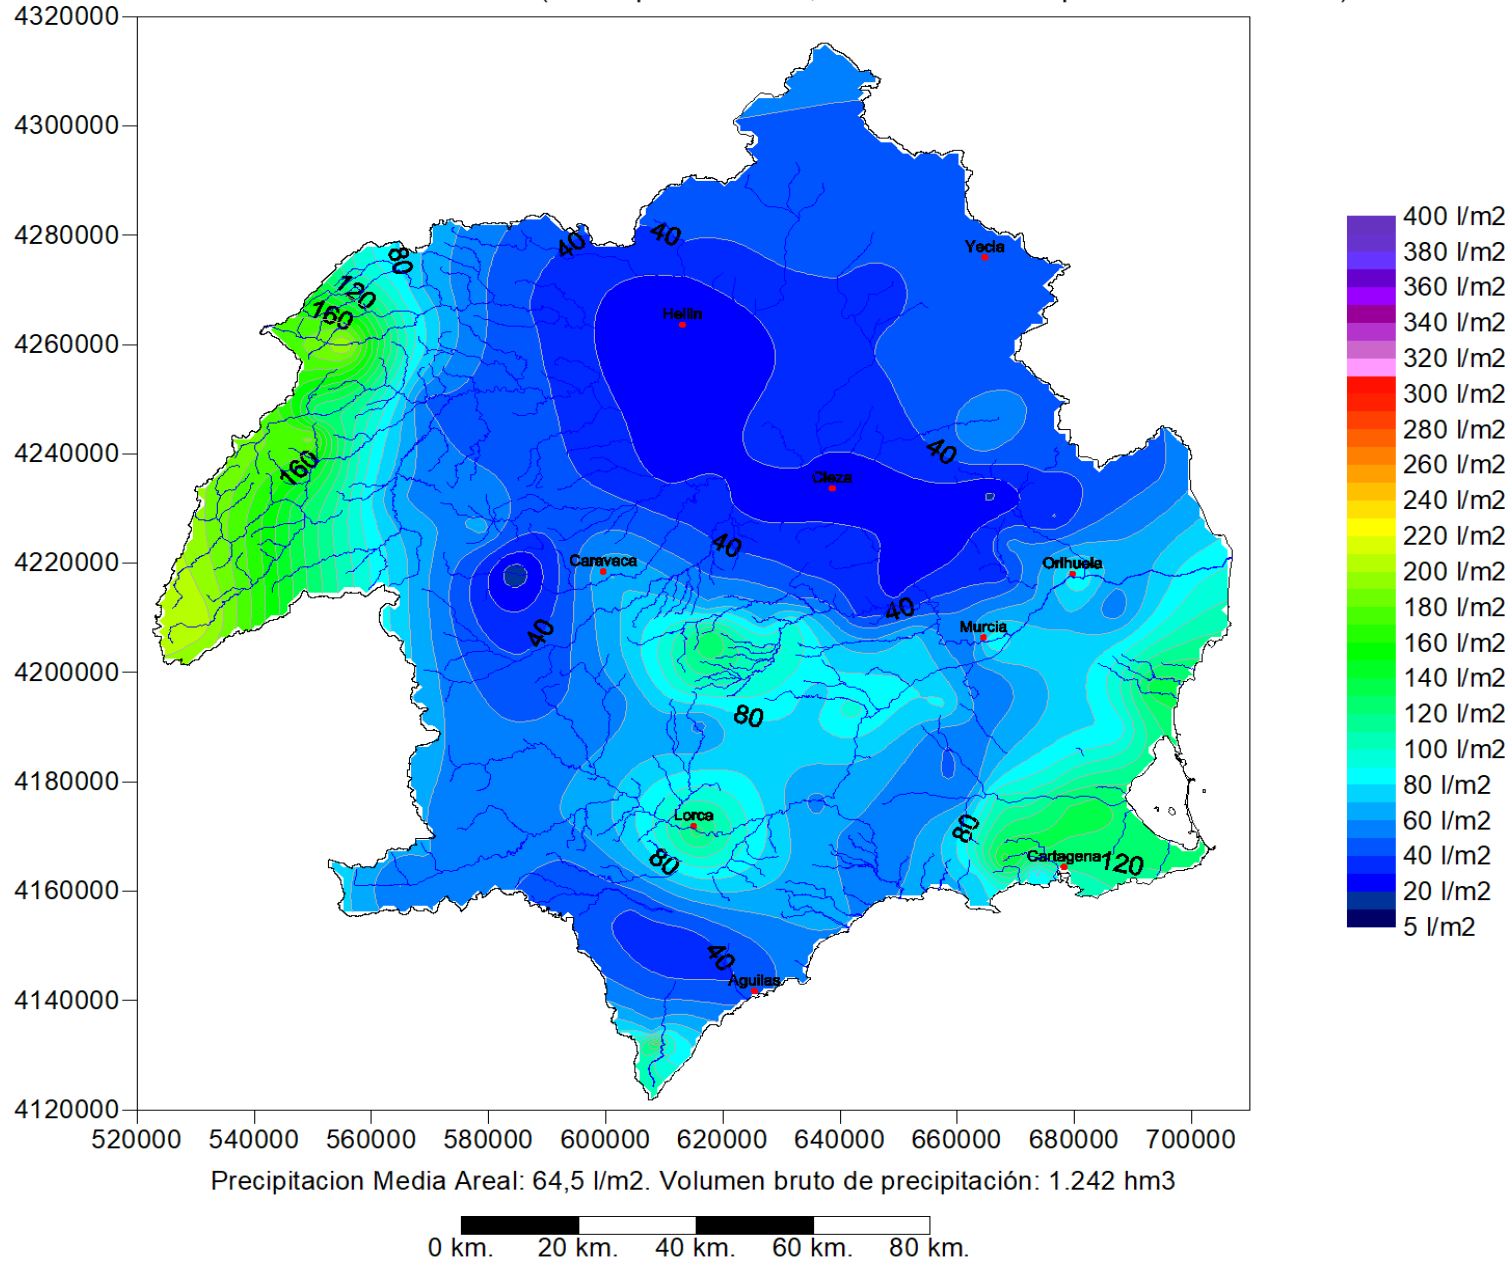 4320000
4300000
4280000
4260000
4240000
4220000
4200000
4180000
4160000
4140000
4120000
520000 540000 560000 580000 600000 620000 640000 660000 680000 700000
40
40
80
120
160
160
40
40
40
40
80
80
80
120
40
Yecla
Hellin
Cieza
Caravaca
Orihuela
Murcia
Lorca
Cartagena
Aguilas
400 l/m2
380 l/m2
360 l/m2
340 l/m2
320 l/m2
300 l/m2
280 l/m2
260 l/m2
240 l/m2
220 l/m2
200 l/m2
180 l/m2
160 l/m2
140 l/m2
120 l/m2
100 l/m2
80 l/m2
60 l/m2
40 l/m2
20 l/m2
5 l/m2
Precipitacion Media Areal: 64,5 l/m2. Volumen bruto de precipitación: 1.242 hm3
0 km. 20 km. 40 km. 60 km. 80 km.